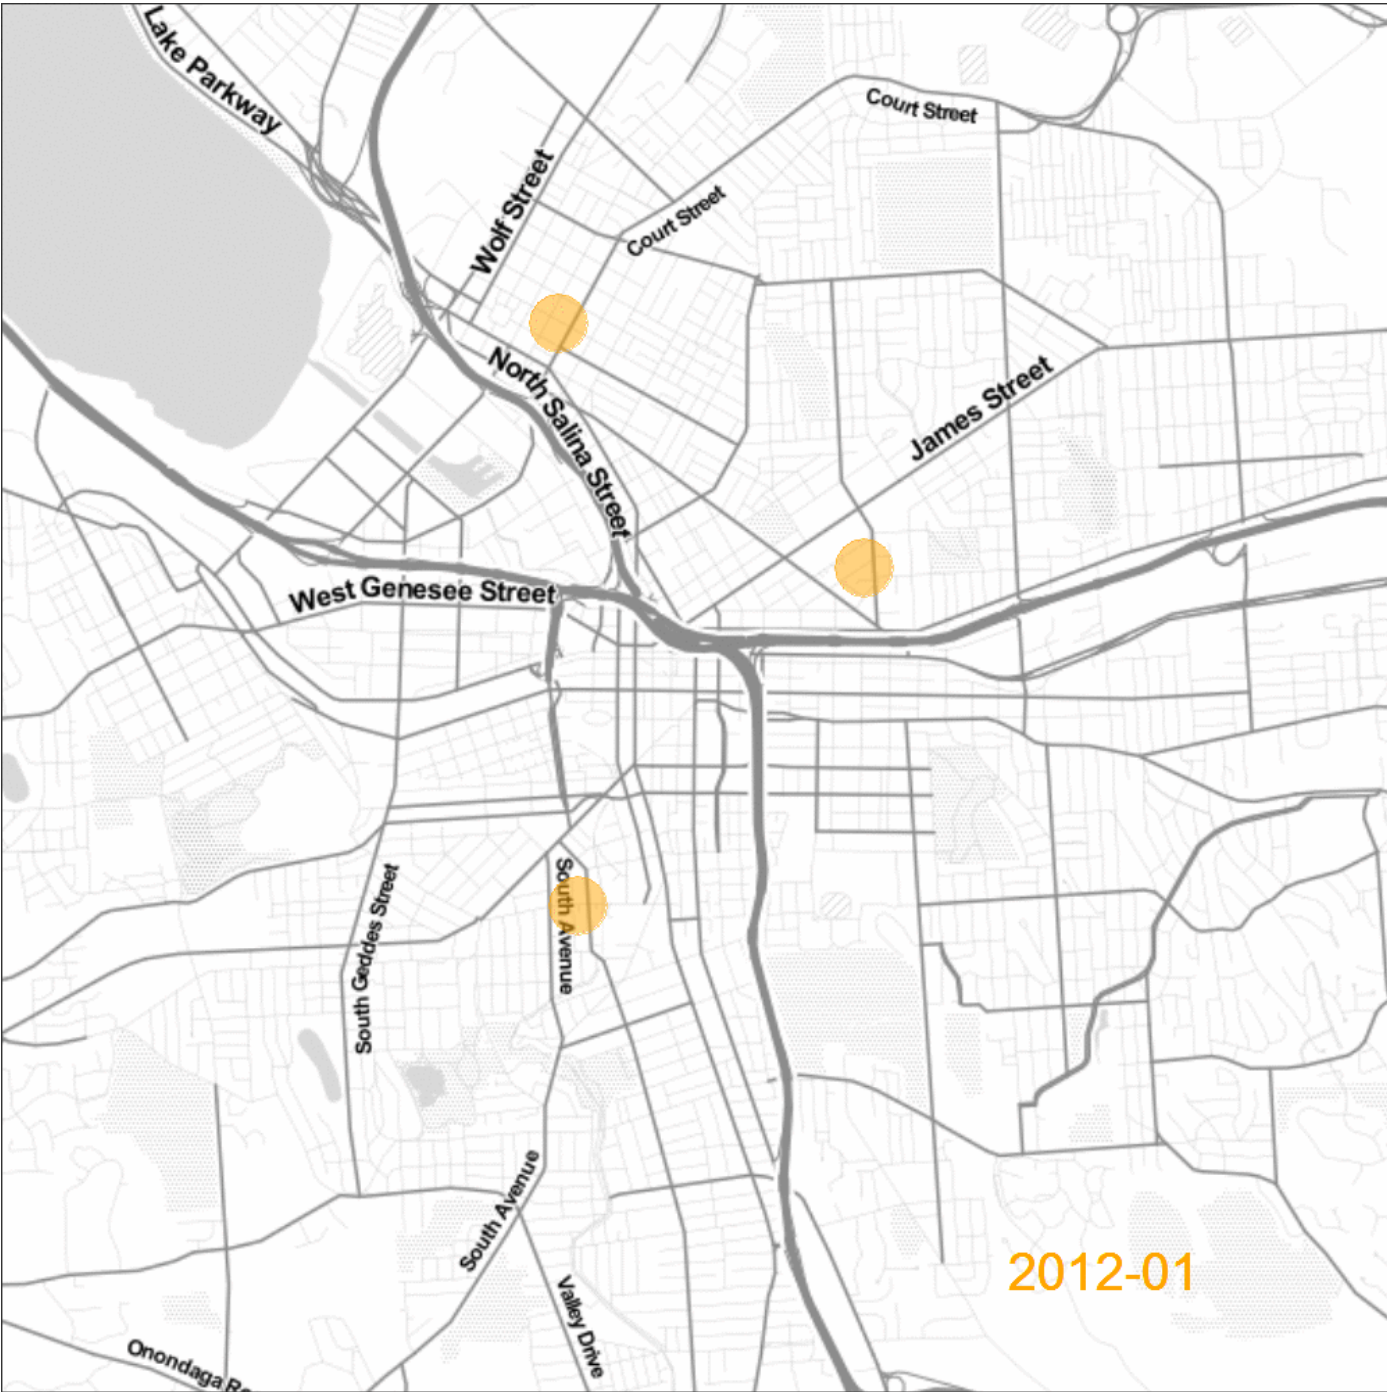 Lake Parkway
Court Street
Wolf Street
Court Street
North Salina Street
James Street
West Genesee Street
South Avenue
South Geddes Street
South Avenue
2012-01
Valley Drive
Onondaga